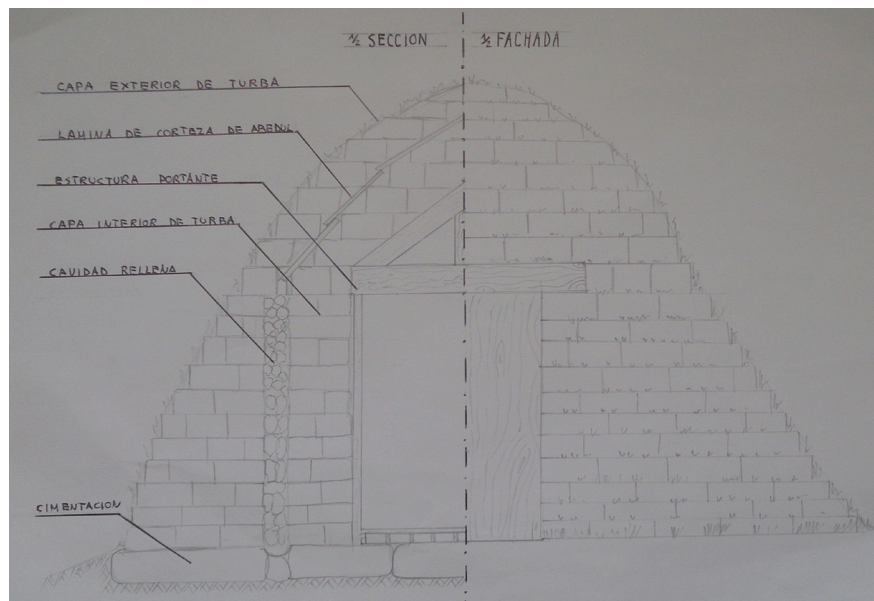 ½ SECCION
½ FACHADA
CAPA EXTERIOR DE TURBA
LAMINA DE CORTEZA DE ABEDUL
ESTRUCTURA PORTANTE
CAPA INTERIOR DE TURBA
CAVIDAD RELLENA
CIMENTACION